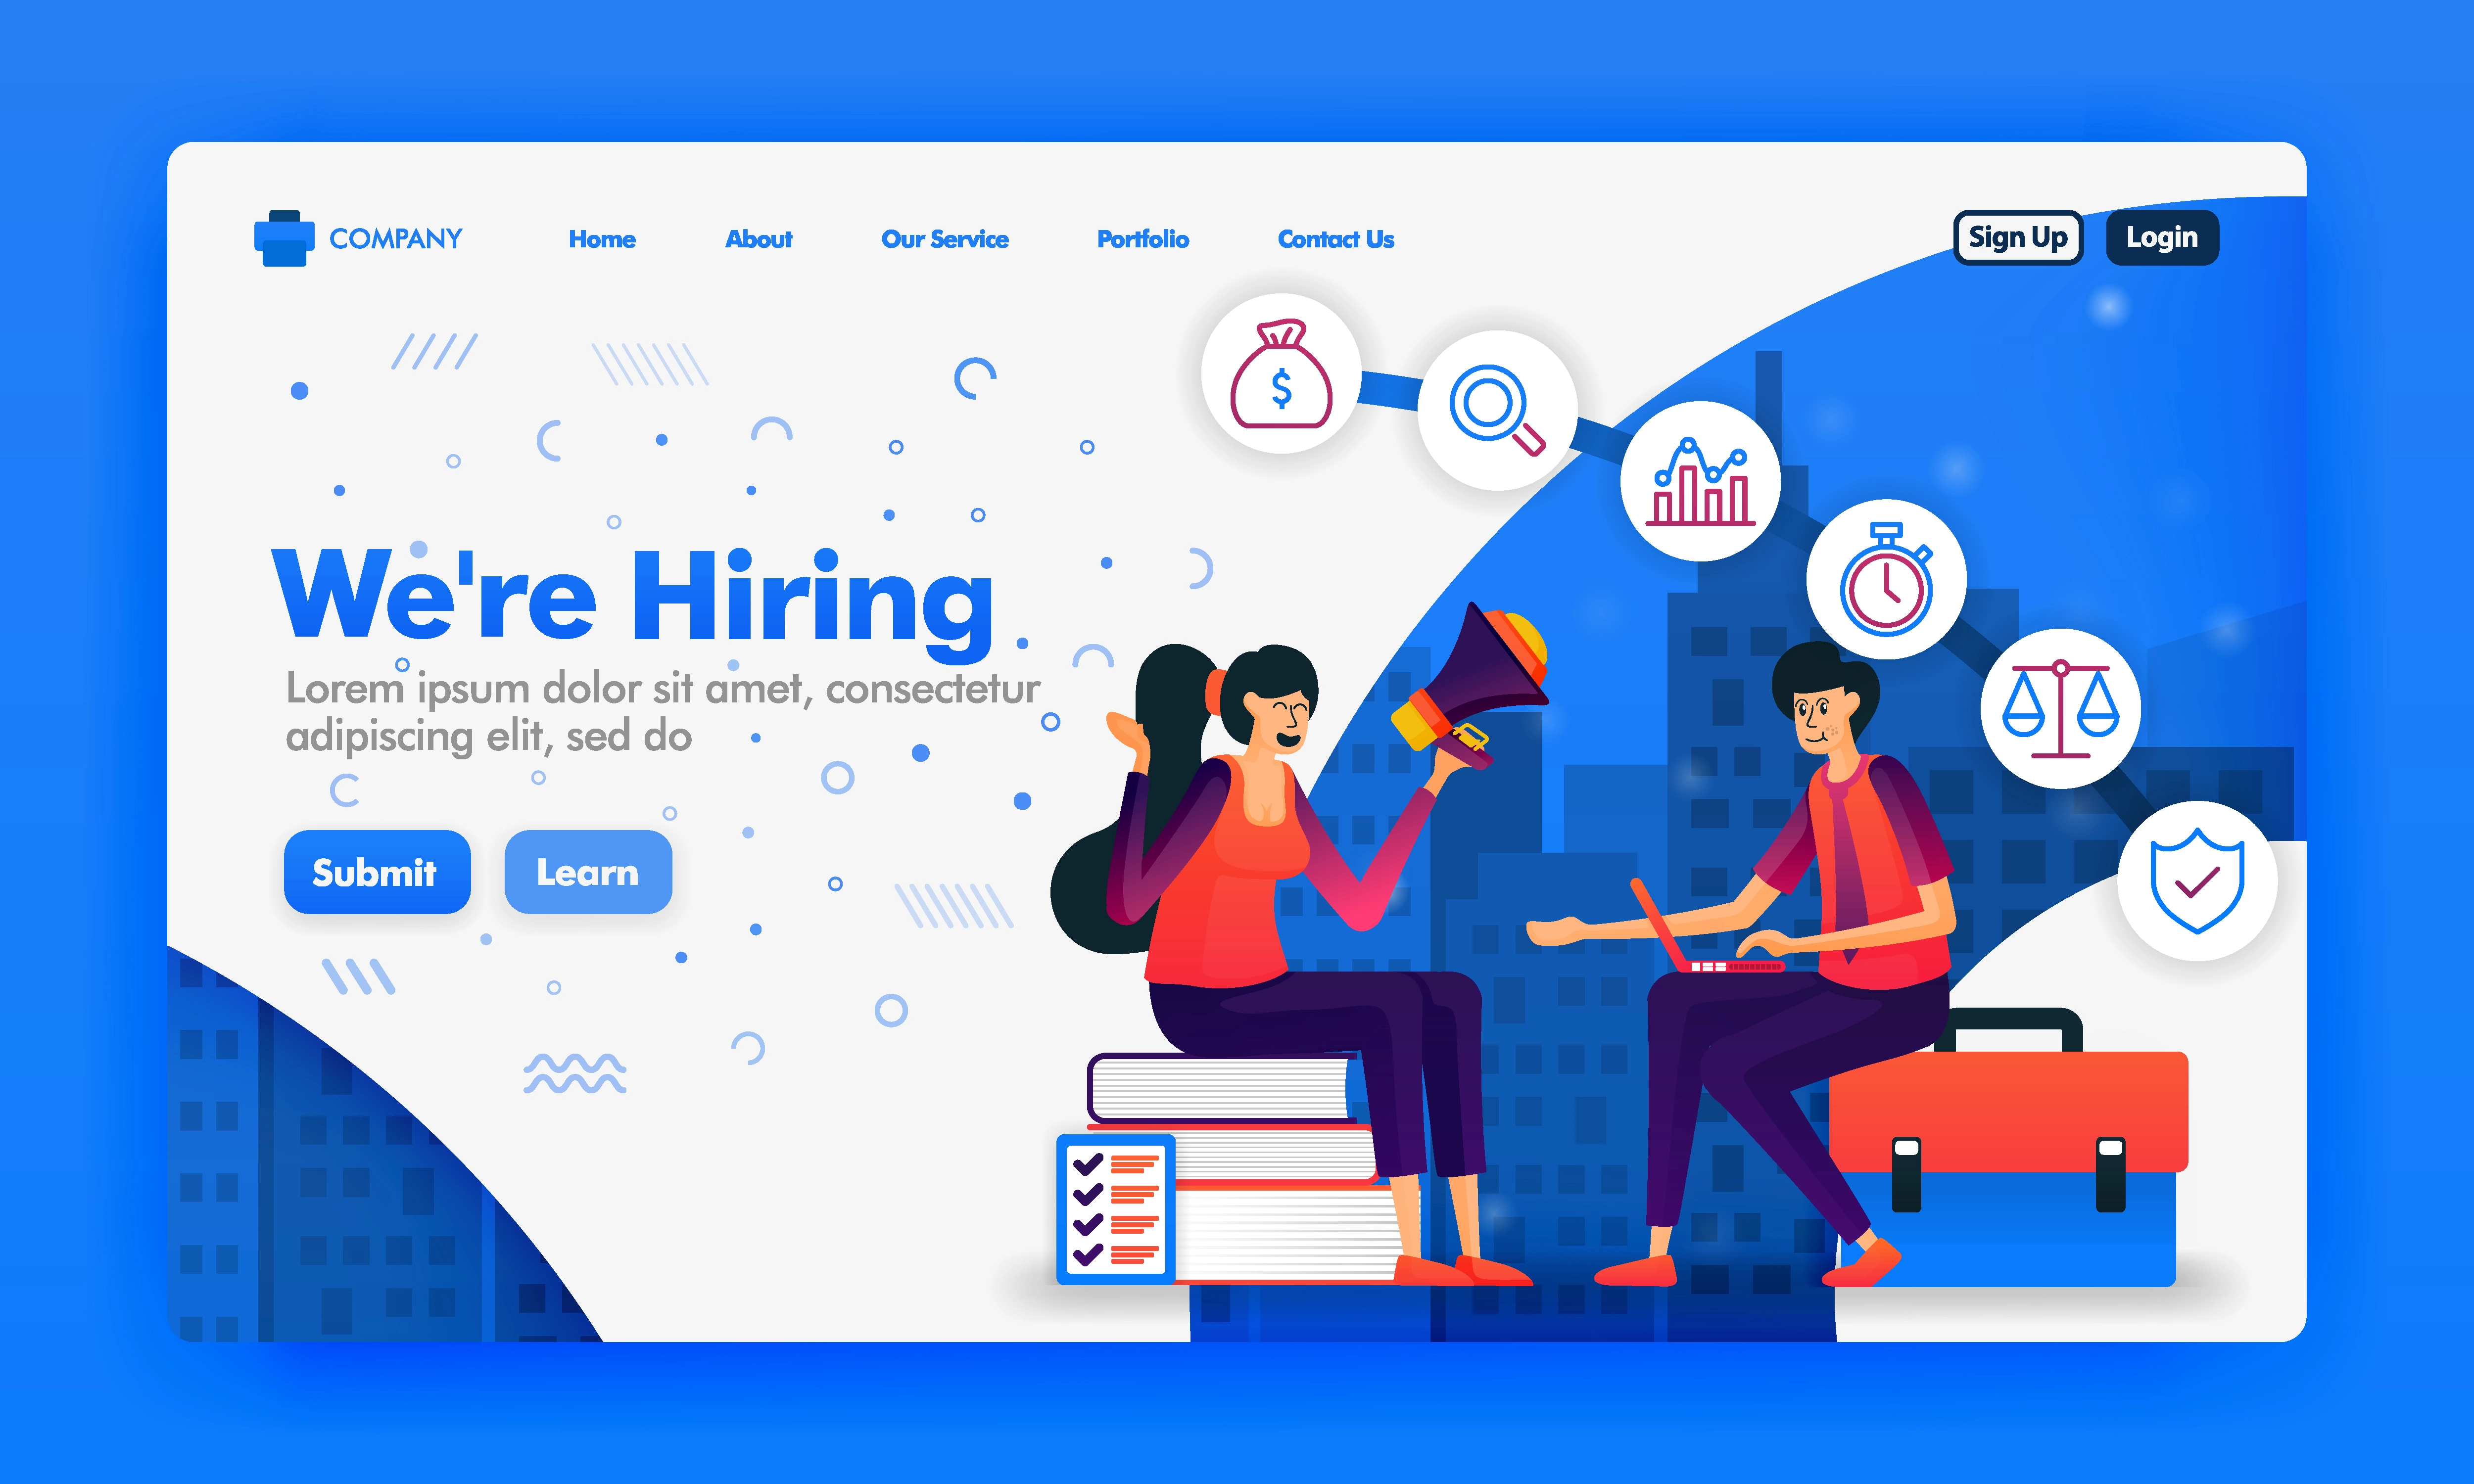 COMPANY
Home
About
Our Service
Portfolio
Contact Us
Sign Up
Login
$
We're Hiring
Lorem ipsum dolor sit amet, consectetur
adipiscing elit, sed do
Submit
Learn